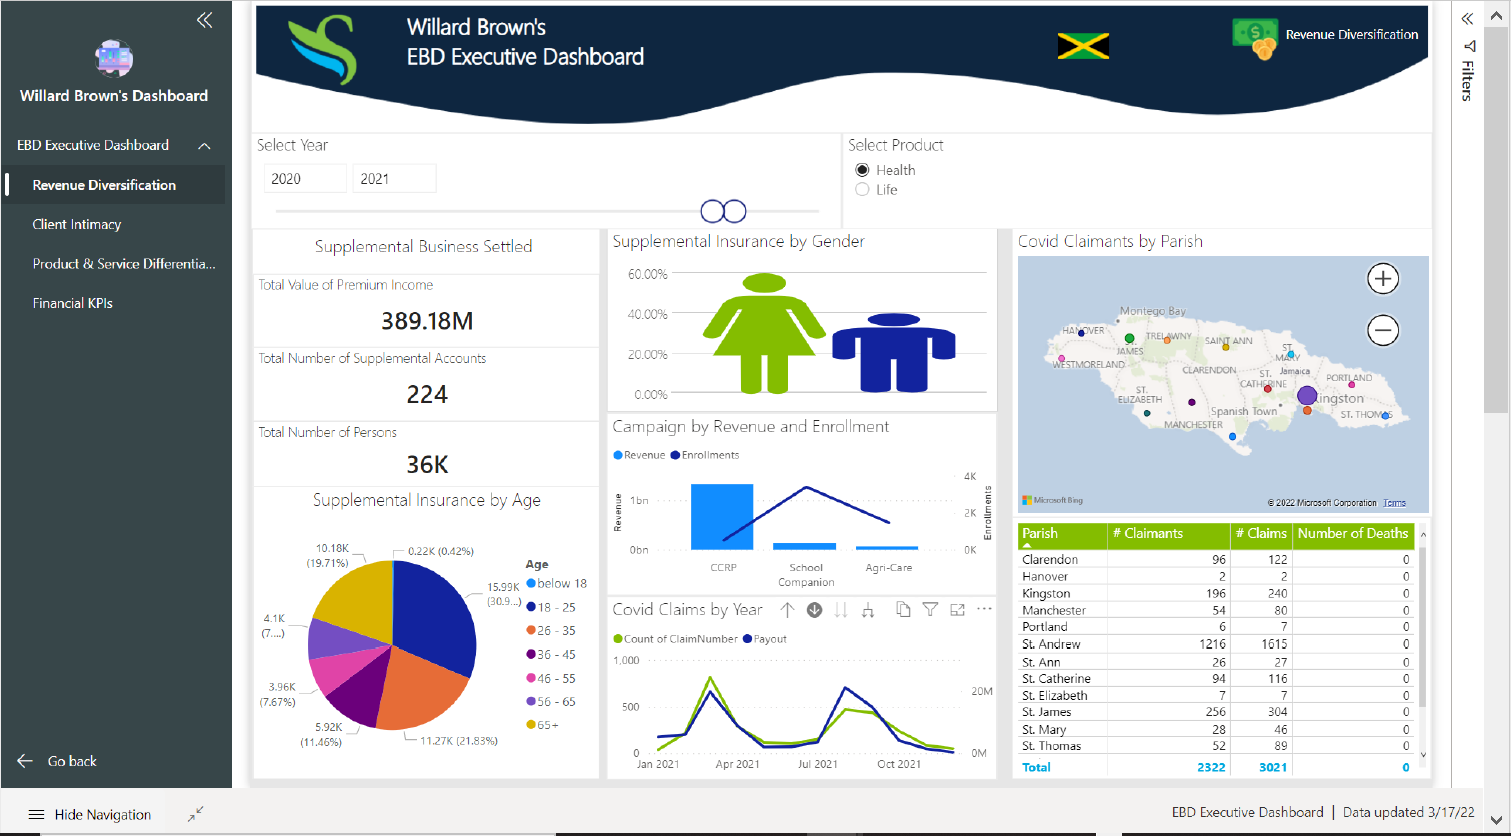 Willard Brown's Dashboard
EBD Executive Dashboard
Revenue Diversification
Client Intimacy
Product & Service Differentia...
Financial KPIs
Go back
Hide Navigation
Willard Brown's
EBD Executive Dashboard
Revenue Diversification
Filters
Select Year
2020 2021
Select Product
Health
Life
Supplemental Business Settled
Total Value of Premium Income
389.18M
Total Number of Supplemental Accounts
224
Total Number of Persons
36K
Supplemental Insurance by Age
10.18K
(19.71%)
0.22K (0.42%)
15.99K
(30.9...)
4.1K
(7....)
3.96K
(7.67%)
5.92K
(11.46%)
11.27K (21.83%)
Age
below 18
18 - 25
26 - 35
36 - 45
46 - 55
56 - 65
65+
Supplemental Insurance by Gender
60.00%
40.00%
20.00%
0.00%
Campaign by Revenue and Enrollment
Revenue Enrollments
Revenue
1bn
0bn
4K
2K
0K
Enrollments
CCRP
School
Companion
Agri-Care
Covid Claims by Year
Count of ClaimNumber Payout
1,000
500
0
20M
0M
Jan 2021 Apr 2021 Jul 2021 Oct 2021
Covid Claimants by Parish
Montego Bay
HANOVER
TRELAWNY
JAMES
SAINT ANN
ST.
MARY
WESTMORELAND
CLARENDON
Jamaica
ST.
CATHERINE
PORTLAND
ST.
ELIZABETH
Kingston
Spanish Town
ST. THOMAS
MANCHESTER
Microsoft Bing
© 2022 Microsoft Corporation Terms
Parish # Claimants # Claims Number of Deaths
Clarendon 96 122 0
Hanover 2 2 0
Kingston 196 240 0
Manchester 54 80 0
Portland 6 7 0
St. Andrew 1216 1615 0
St. Ann 26 27 0
St. Catherine 94 116 0
St. Elizabeth 7 7 0
St. James 256 304 0
St. Mary 28 46 0
St. Thomas 52 89 0
Total 2322 3021 0
EBD Executive Dashboard | Data updated 3/17/22